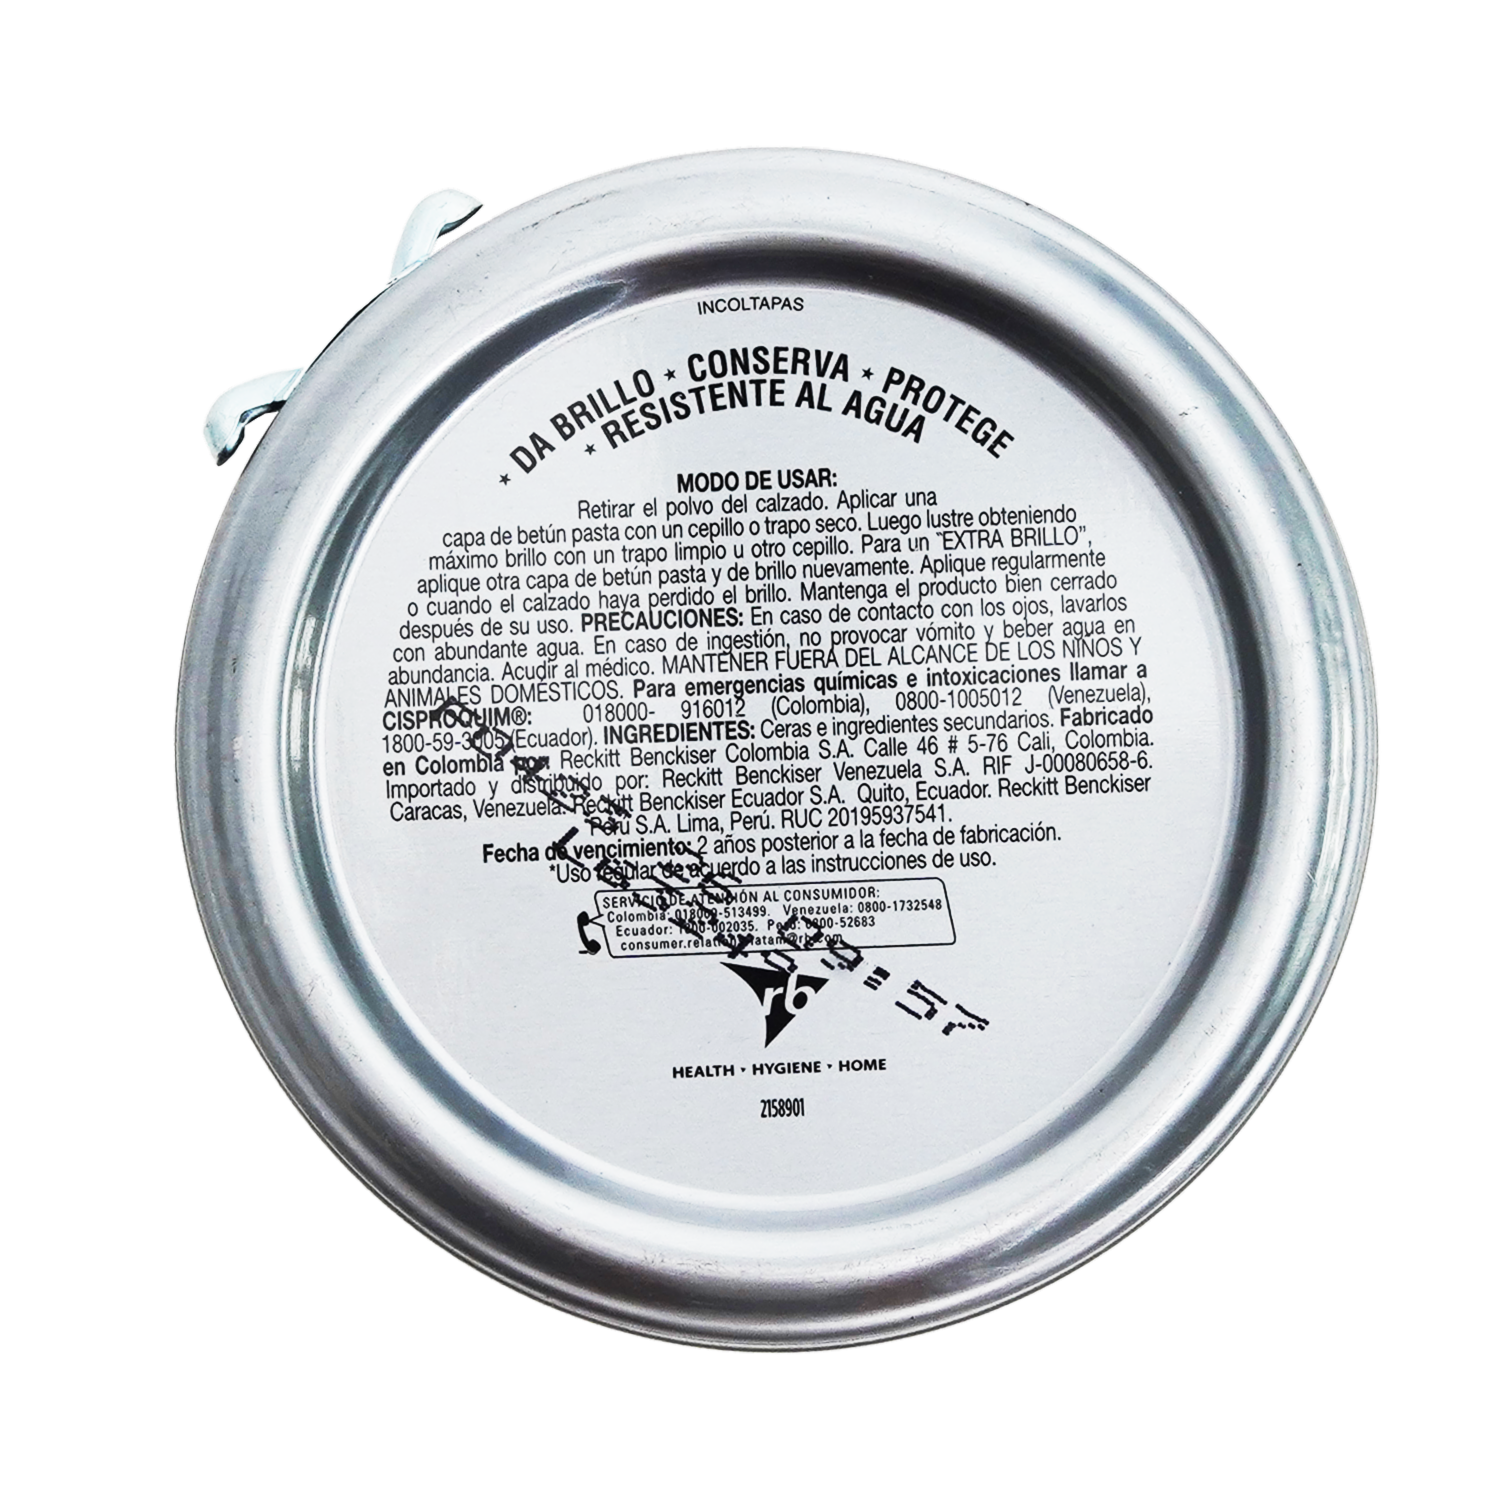 INCOLTAPAS
★ DA BRILLO ★ CONSERVA ★ PROTEGE
★ RESISTENTE AL AGUA
MODO DE USAR:
Retirar el polvo del calzado. Aplicar una
capa de betún pasta con un cepillo o trapo seco. Luego lustre obteniendo
máximo brillo con un trapo limpio u otro cepillo. Para un "EXTRA BRILLO",
aplique otra capa de betún pasta y de brillo nuevamente. Aplique regularmente
o cuando el calzado haya perdido el brillo. Mantenga el producto bien cerrado
después de su uso. PRECAUCIONES: En caso de contacto con los ojos, lavarlos
con abundante agua. En caso de ingestión, no provocar vómito y beber agua en
abundancia. Acudir al médico. MANTENER FUERA DEL ALCANCE DE LOS NIÑOS Y
ANIMALES DOMÉSTICOS. Para emergencias químicas e intoxicaciones llamar a
CISPROQUIM®: 018000- 916012 (Colombia), 0800-1005012 (Venezuela),
1800-59-3005 (Ecuador). INGREDIENTES: Ceras e ingredientes secundarios. Fabricado
en Colombia por: Reckitt Benckiser Colombia S.A. Calle 46 # 5-76 Cali, Colombia.
Importado y distribuido por: Reckitt Benckiser Venezuela S.A. RIF J-00080658-6.
Caracas, Venezuela. Reckitt Benckiser Ecuador S.A. Quito, Ecuador. Reckitt Benckiser
Perú S.A. Lima, Perú. RUC 20195937541.
Fecha de vencimiento: 2 años posterior a la fecha de fabricación.
*Uso regular de acuerdo a las instrucciones de uso.
SERVICIO DE ATENCIÓN AL CONSUMIDOR:
Colombia: 018000-513499. Venezuela: 0800-1732548
Ecuador: 1800-002035. Perú: 0800-52683
consumer.relationslatam@rb.com
rb
HEALTH • HYGIENE • HOME
2158901